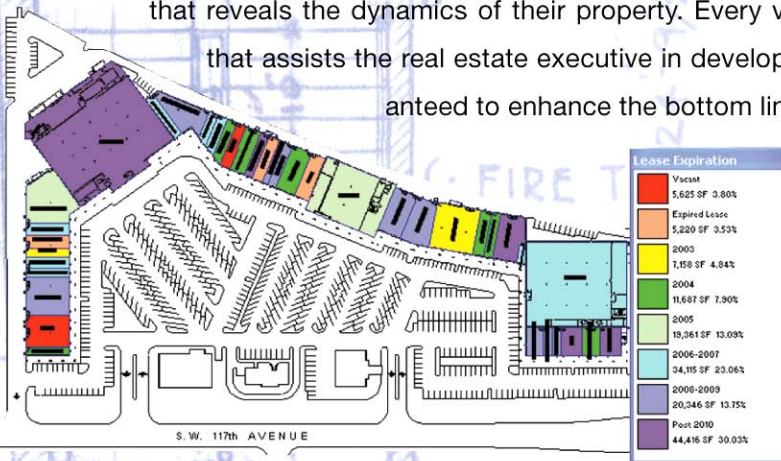 that reveals the dynamics of their property. Every v
that assists the real estate executive in develop
anteed to enhance the bottom lin
FIRE T
Lease Expiration
Vacant
5,625 SF 3.80%
Expired Lease
5,220 SF 3.53%
2003
7,158 SF 4.84%
2004
11,687 SF 7.90%
2005
19,361 SF 13.09%
2006-2007
34,115 SF 23.06%
2008-2009
20,346 SF 13.75%
Post 2010
44,416 SF 30.03%
S.W. 117th AVENUE